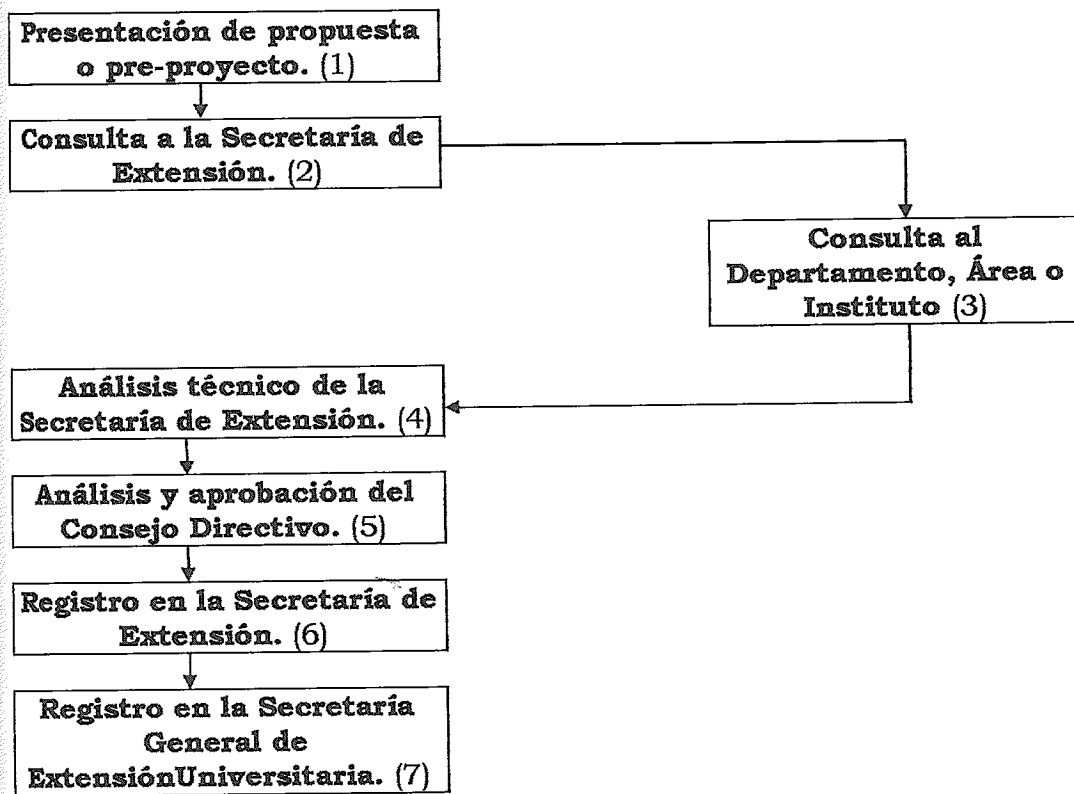 Presentación de propuesta
o pre-proyecto. (1)
Consulta a la Secretaría de
Extensión. (2)
Consulta al
Departamento, Área o
Instituto (3)
Análisis técnico de la
Secretaría de Extensión. (4)
Análisis y aprobación del
Consejo Directivo. (5)
Registro en la Secretaría de
Extensión. (6)
Registro en la Secretaría
General de
ExtensiónUniversitaria. (7)